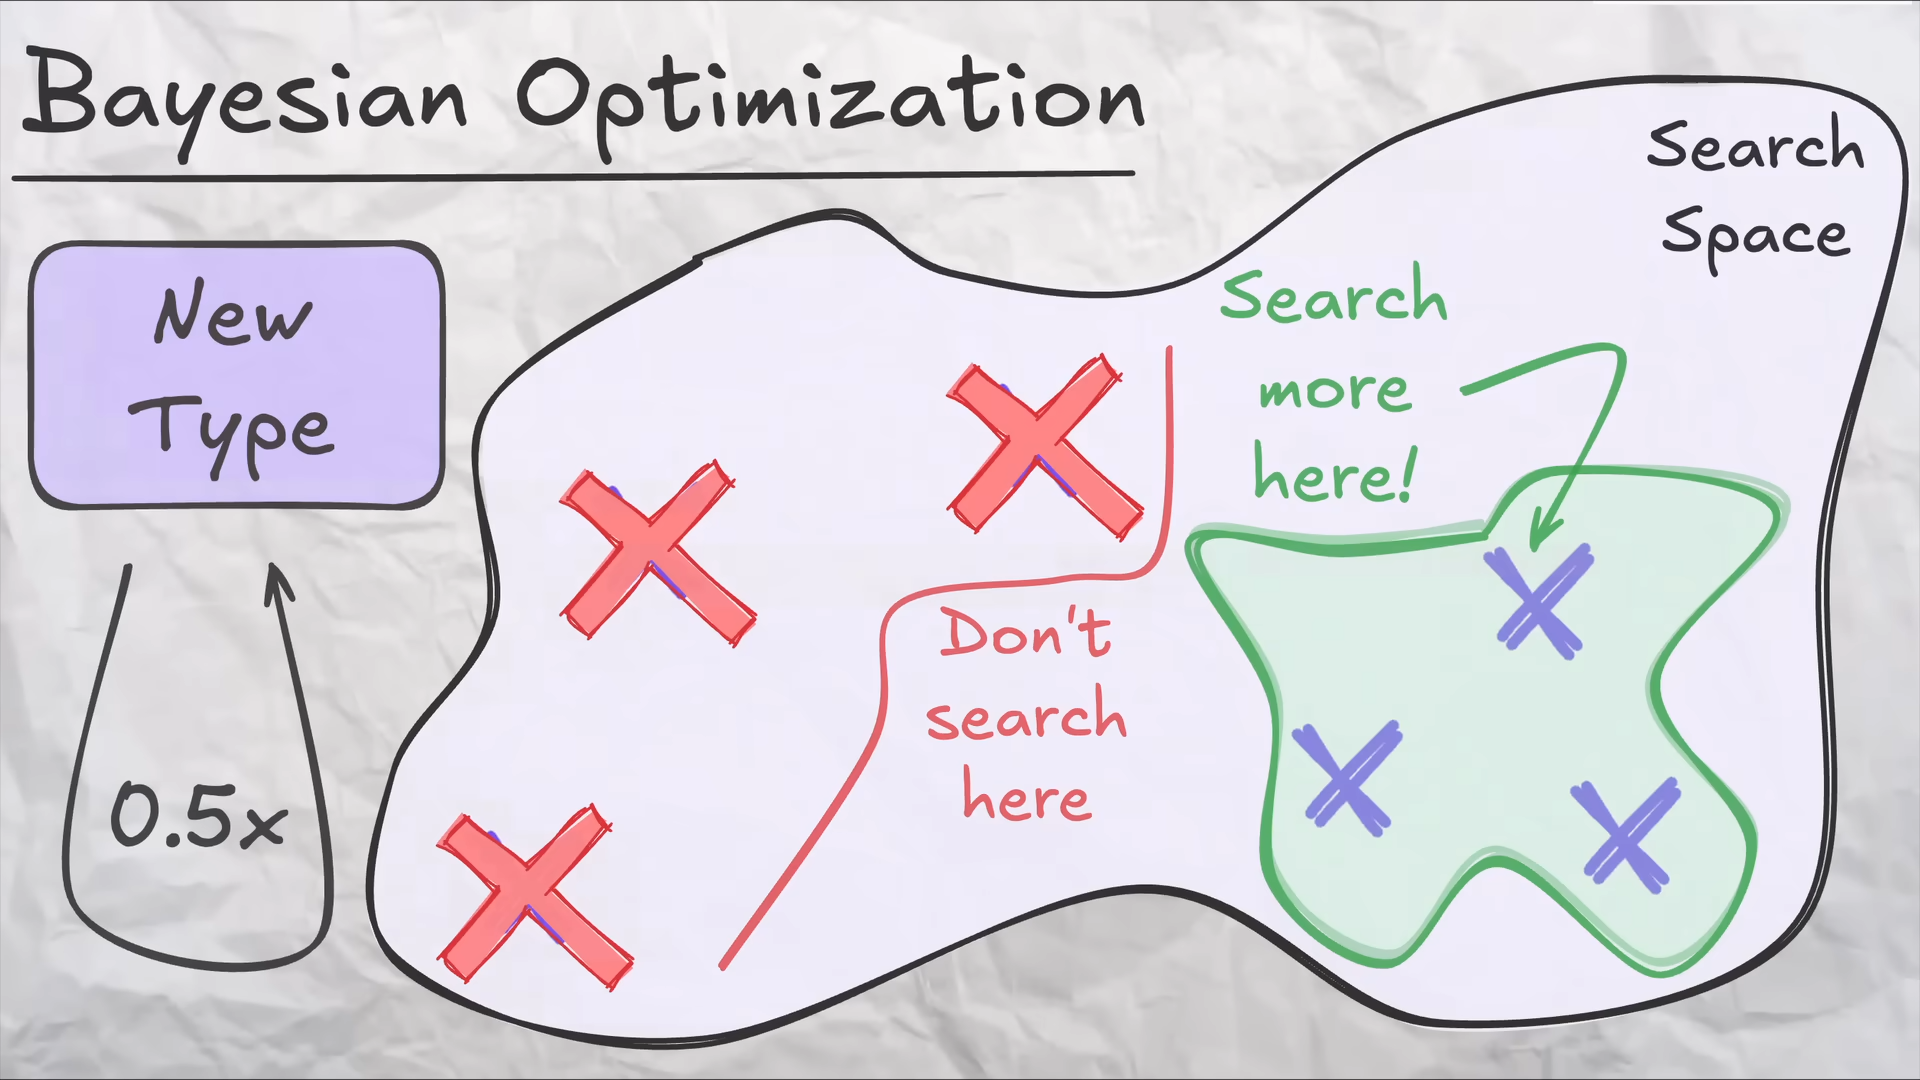 Bayesian Optimization
Search
Space
New
Type
Search
more
here!
Don't
search
here
0.5x